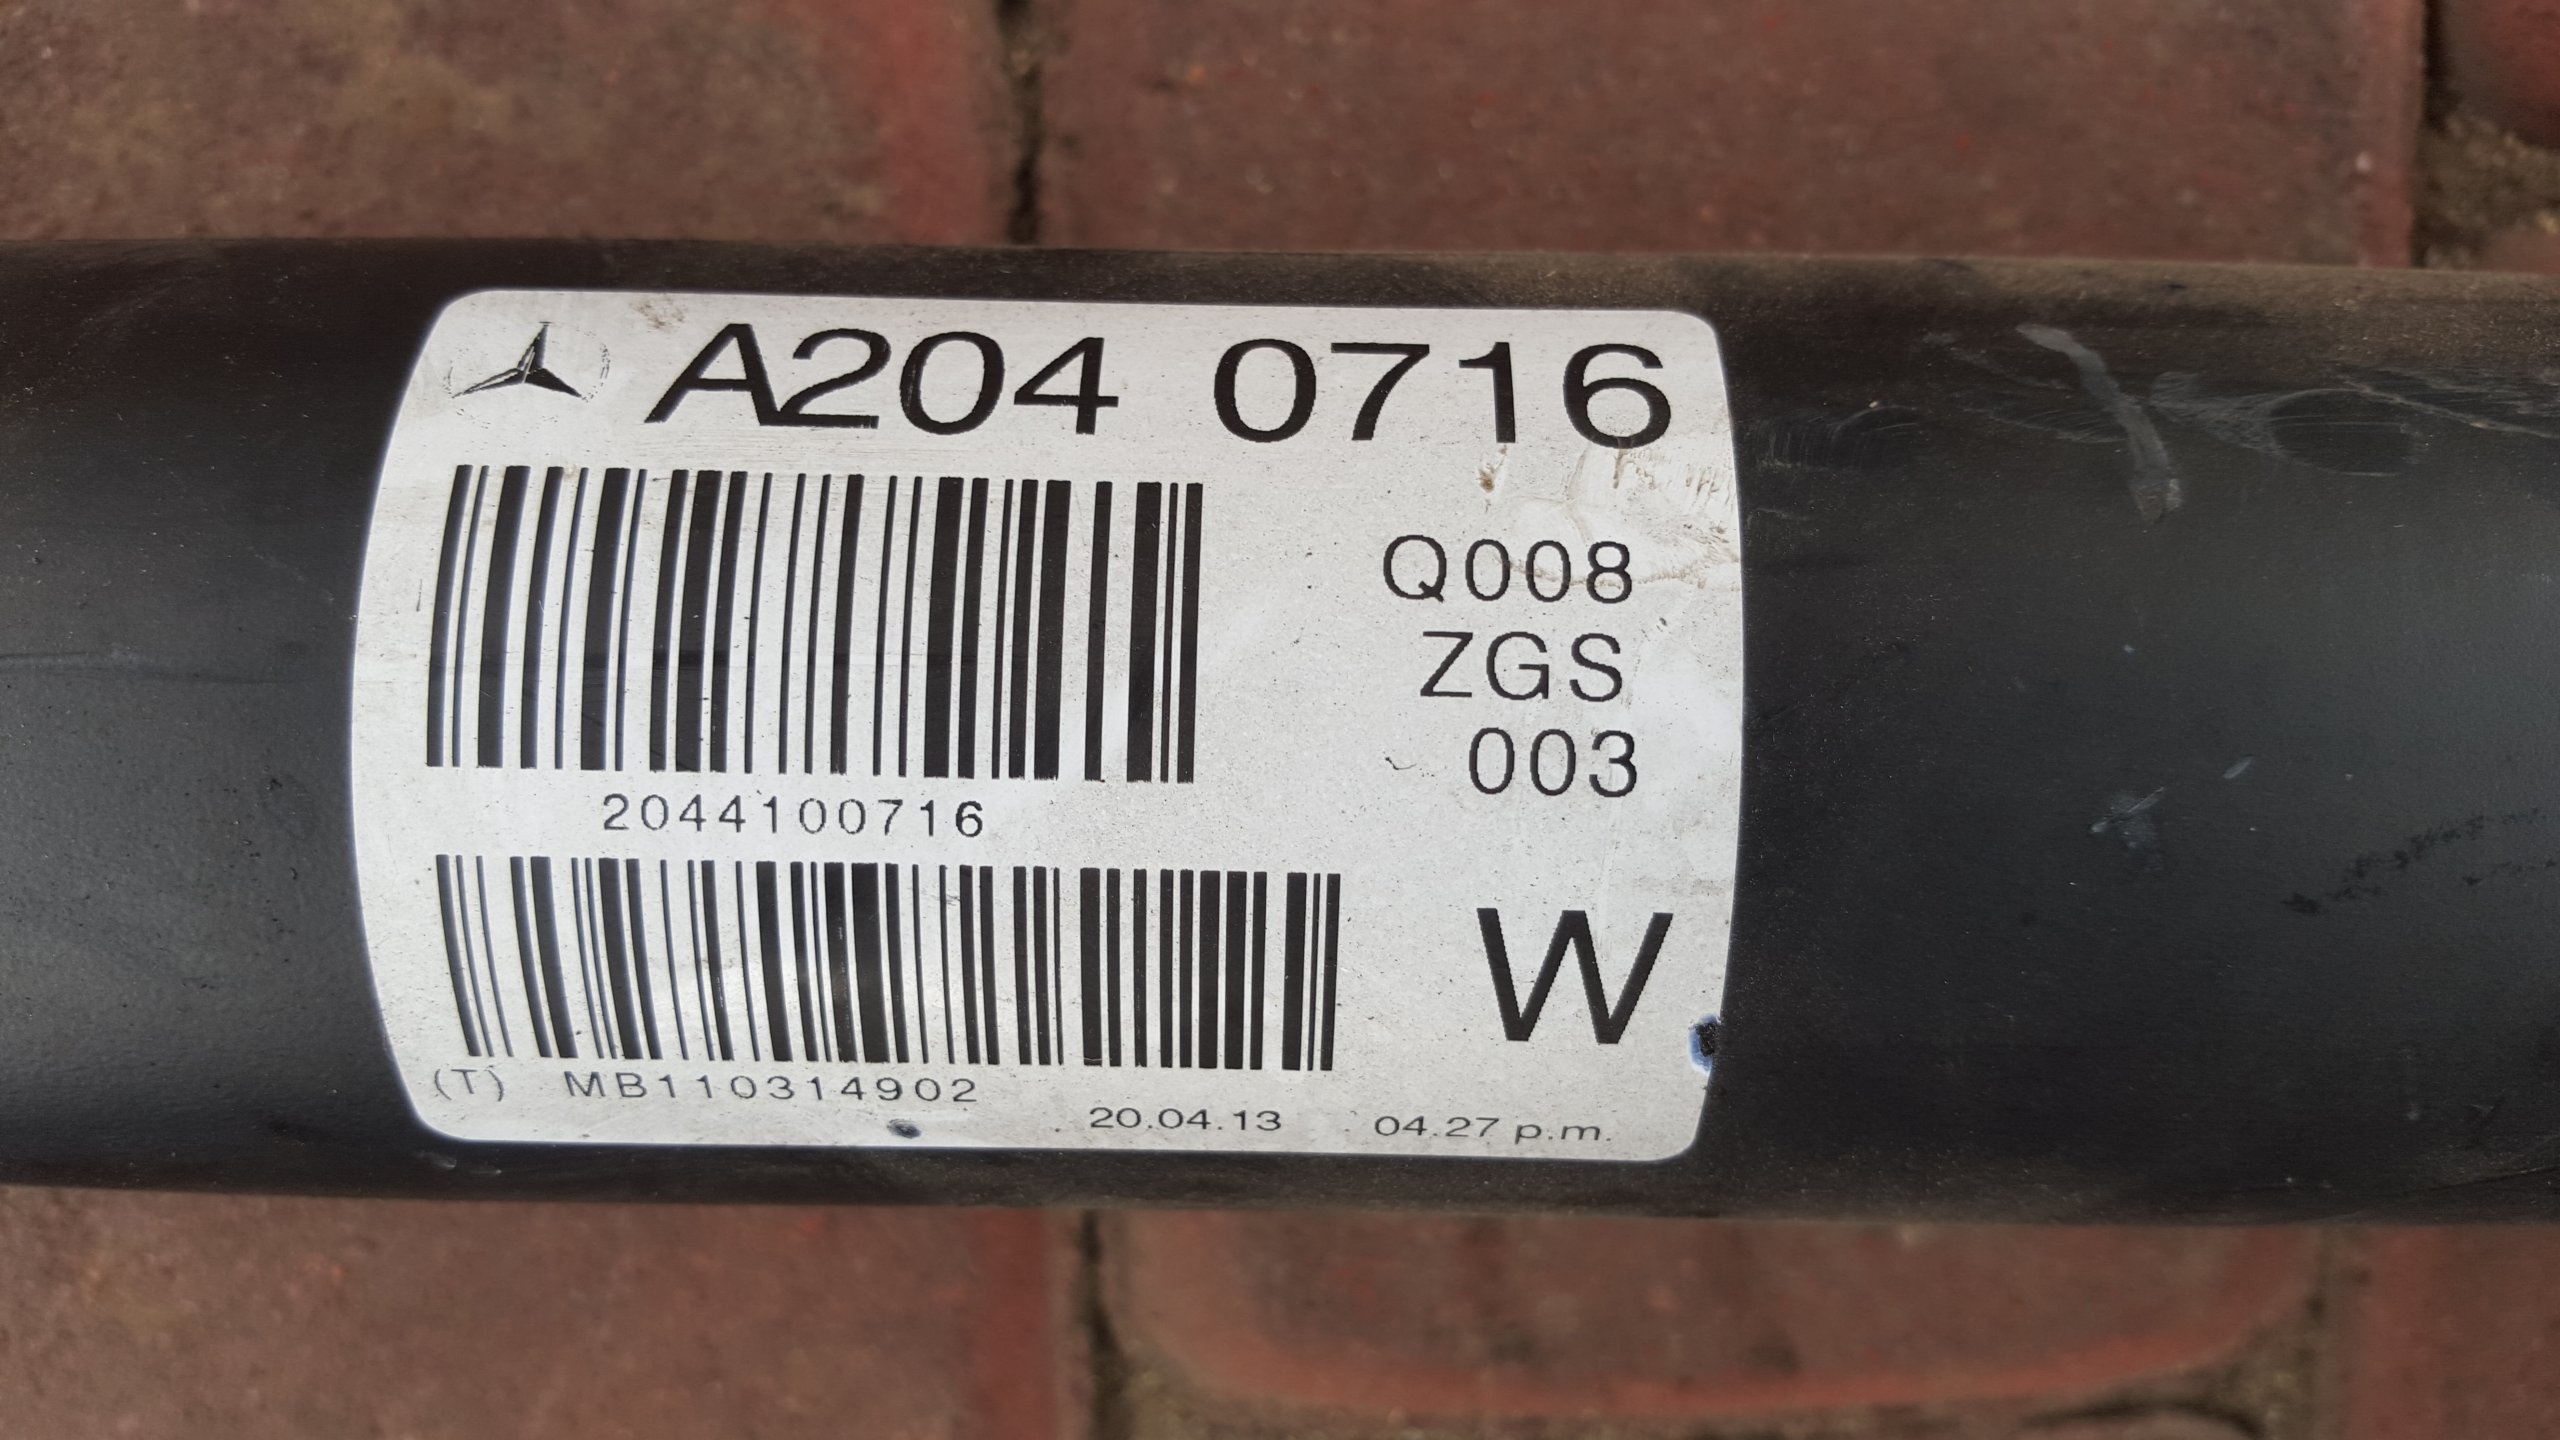 A204 0716
Q008
ZGS
003
2044100716
W
(T) MB110314902
20.04.13 04.27 p.m.